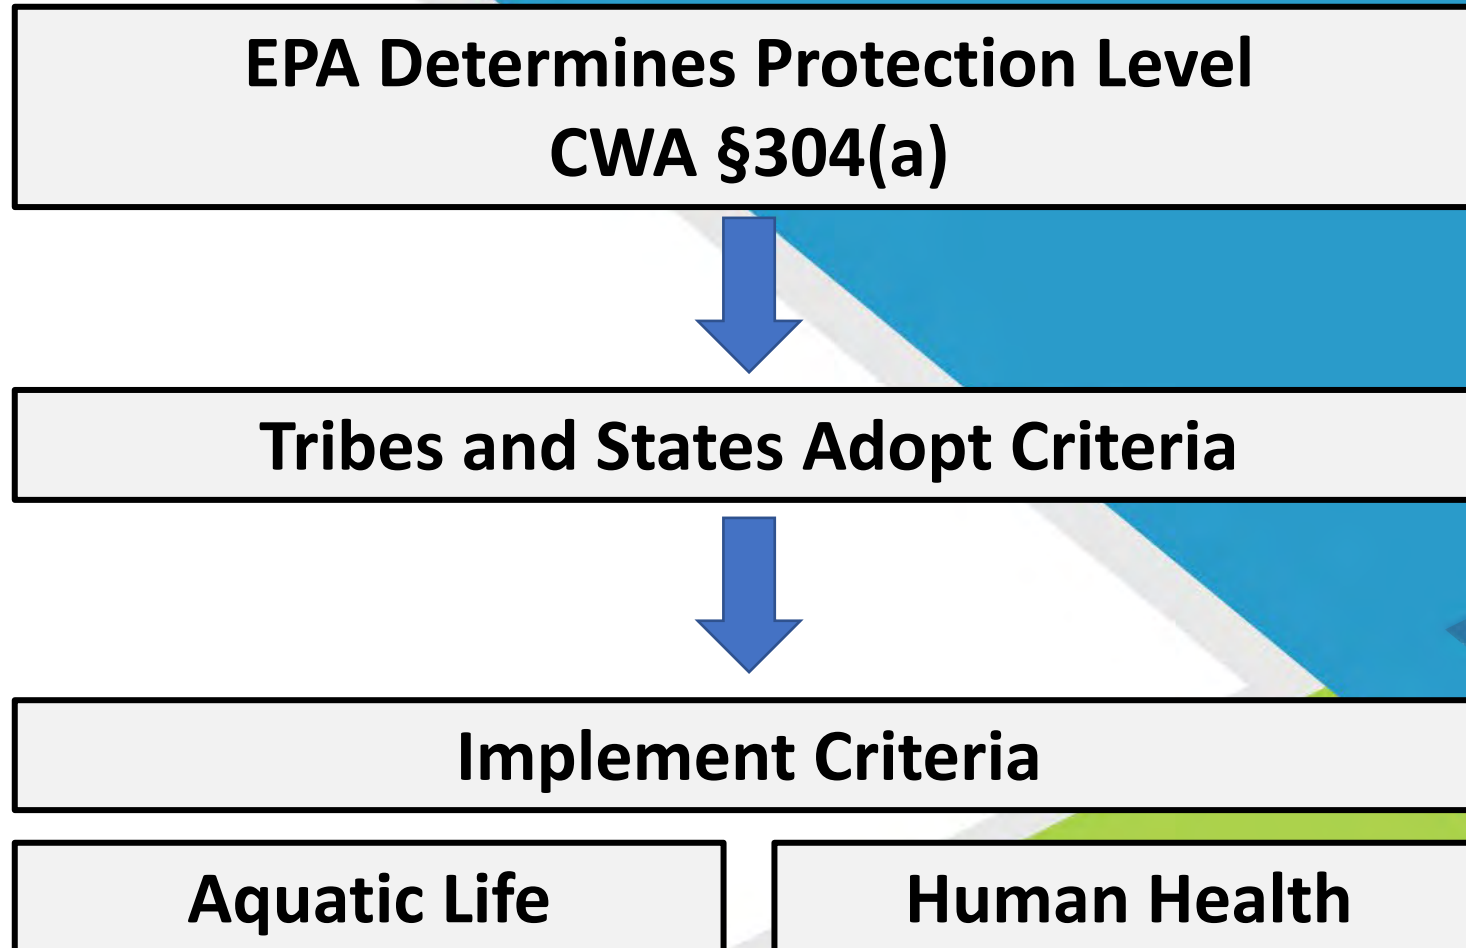 EPA Determines Protection Level
CWA §304(a)
Tribes and States Adopt Criteria
Implement Criteria
Aquatic Life
Human Health